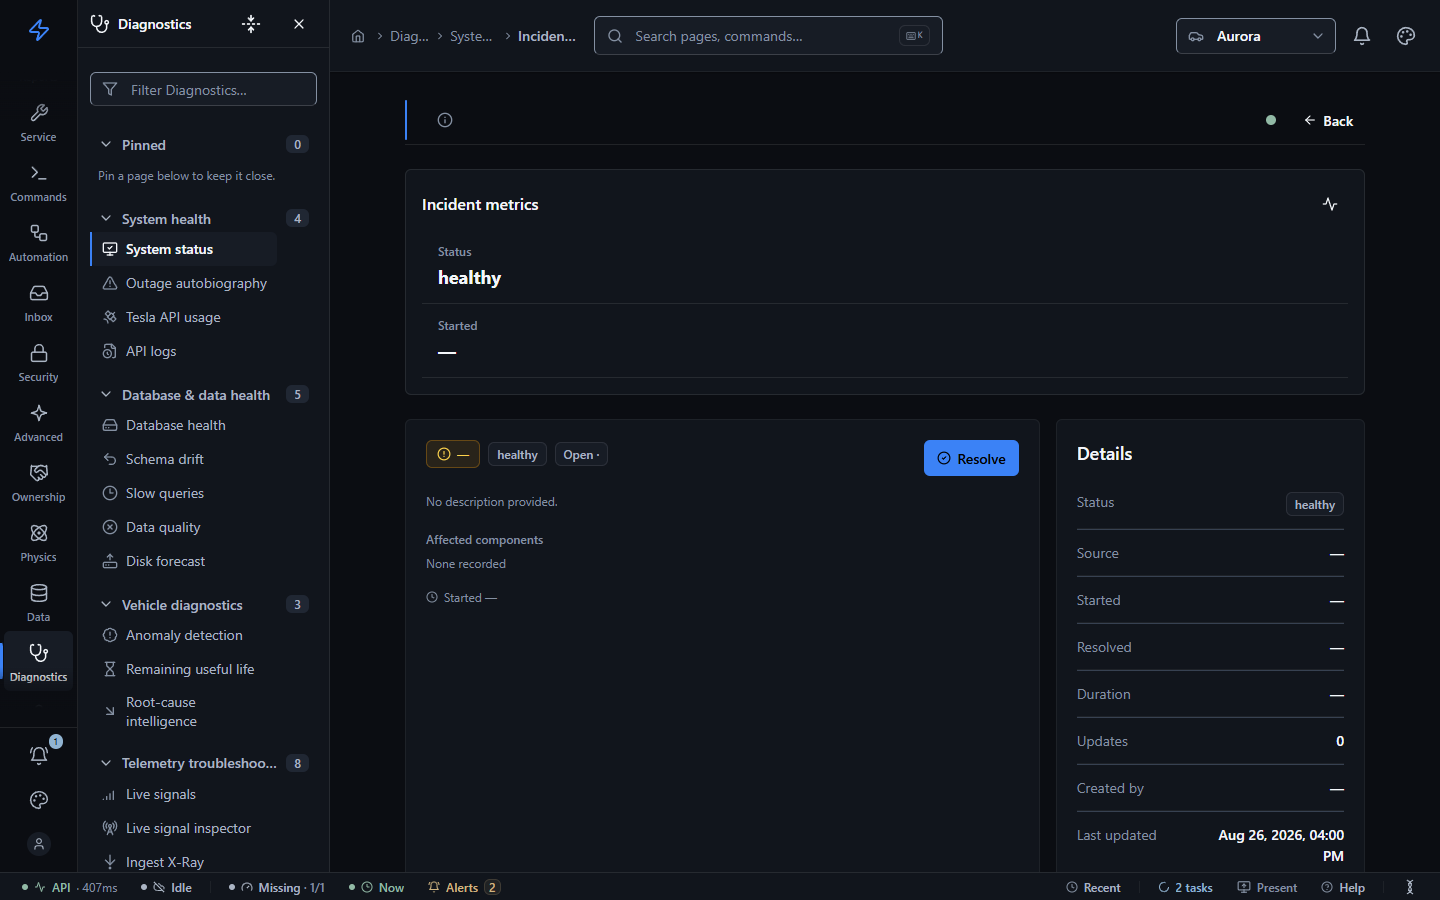 Diagnostics
Diag...
Syste...
Inciden...
Search pages, commands...
K
Aurora
Service
Commands
Automation
Inbox
Security
Advanced
Ownership
Physics
Data
Diagnostics
1
Filter Diagnostics...
Pinned
0
Pin a page below to keep it close.
System health
4
System status
Outage autobiography
Tesla API usage
API logs
Database & data health
5
Database health
Schema drift
Slow queries
Data quality
Disk forecast
Vehicle diagnostics
3
Anomaly detection
Remaining useful life
Root-cause
intelligence
Telemetry troubleshoo...
8
Live signals
Live signal inspector
Ingest X-Ray
Back
Incident metrics
Status
healthy
Started
—
—
healthy
Open ·
Resolve
No description provided.
Affected components
None recorded
Started —
Details
Status
healthy
Source
—
Started
—
Resolved
—
Duration
—
Updates
0
Created by
—
Last updated
Aug 26, 2026, 04:00
PM
API · 407ms
Idle
Missing · 1/1
Now
Alerts 2
Recent
2 tasks
Present
Help